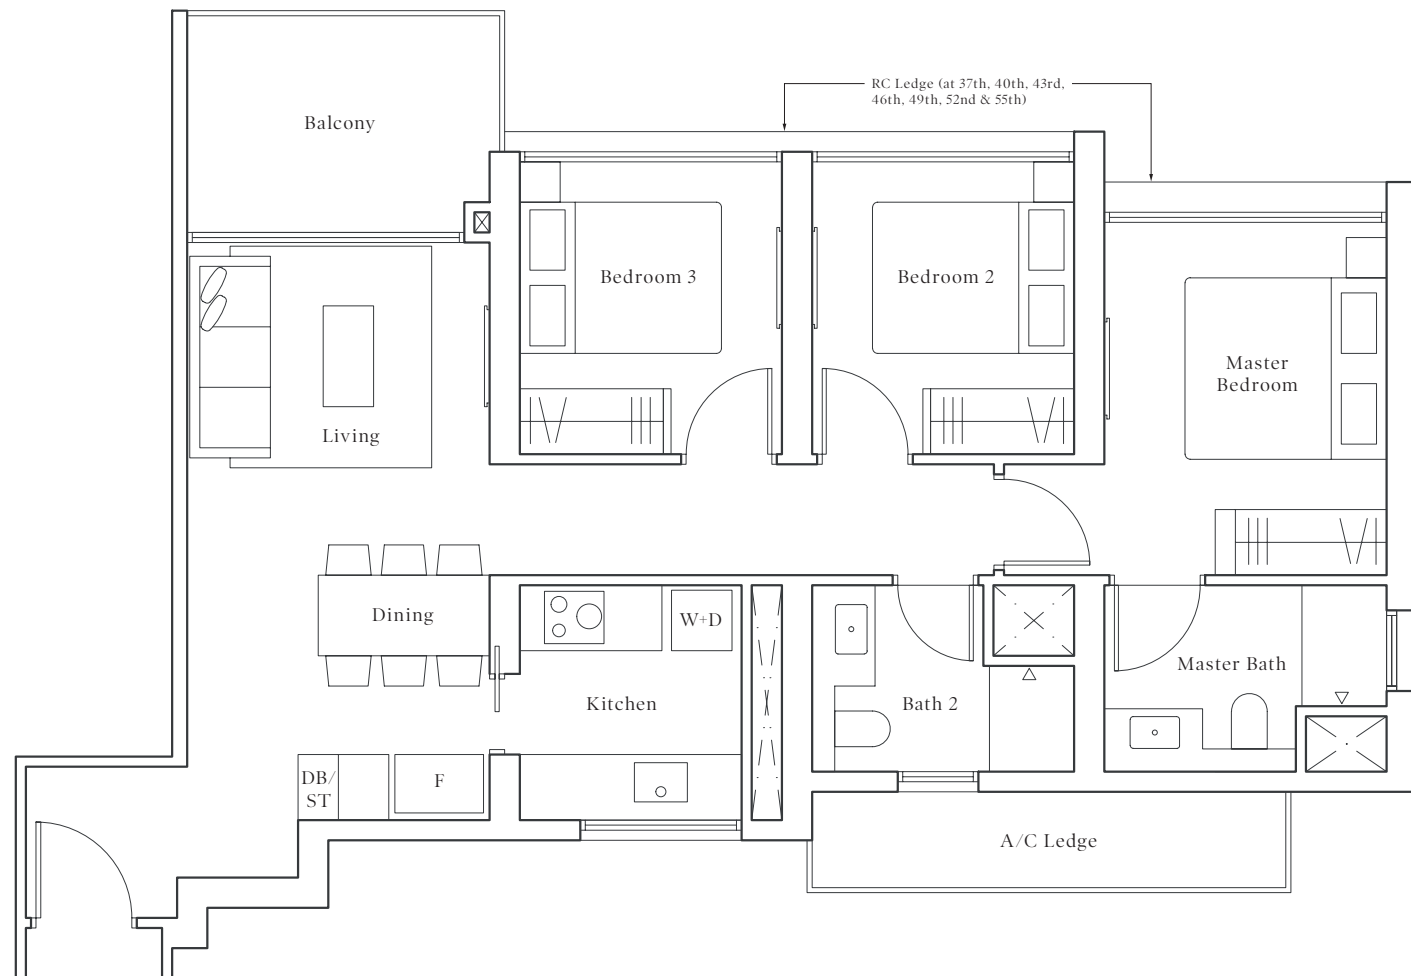 RC Ledge (at 37th, 40th, 43rd,
46th, 49th, 52nd & 55th)
Balcony
Bedroom 3
Bedroom 2
Master
Bedroom
Living
Dining
W+D
Kitchen
Bath 2
Master Bath
DB/
ST
F
A/C Ledge